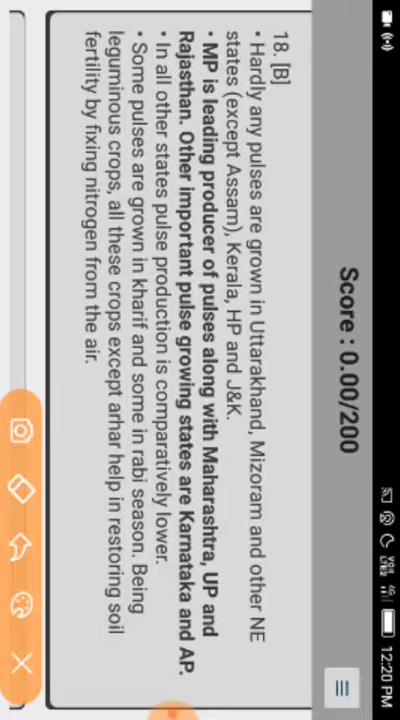 VO4 4G
LTE2
12:20 PM
Score : 0.00/200
18. [B]
• Hardly any pulses are grown in Uttarakhand, Mizoram and other NE
states (except Assam), Kerala, HP and J&K.
• MP is leading producer of pulses along with Maharashtra, UP and
Rajasthan. Other important pulse growing states are Karnataka and AP.
• In all other states pulse production is comparatively lower.
• Some pulses are grown in kharif and some in rabi season. Being
leguminous crops, all these crops except arhar help in restoring soil
fertility by fixing nitrogen from the air.